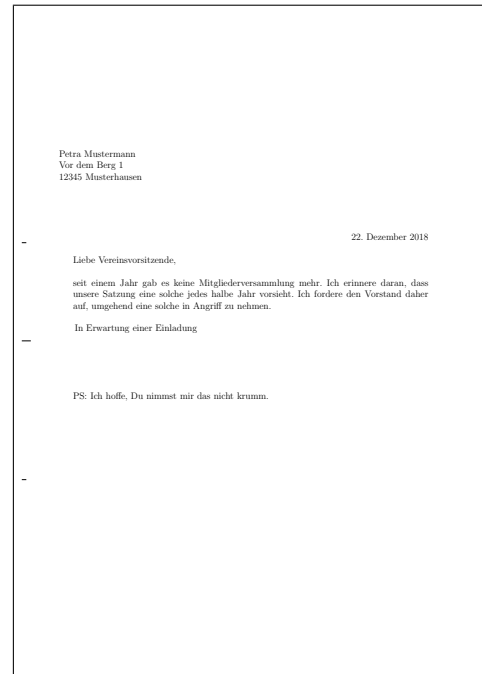 Petra Mustermann
Vor dem Berg 1
12345 Musterhausen
22. Dezember 2018
Liebe Vereinsvorsitzende,
seit einem Jahr gab es keine Mitgliederversammlung mehr. Ich erinnere daran, dass
unsere Satzung eine solche jedes halbe Jahr vorsieht. Ich fordere den Vorstand daher
auf, umgehend eine solche in Angriff zu nehmen.
In Erwartung einer Einladung
PS: Ich hoffe, Du nimmst mir das nicht krumm.